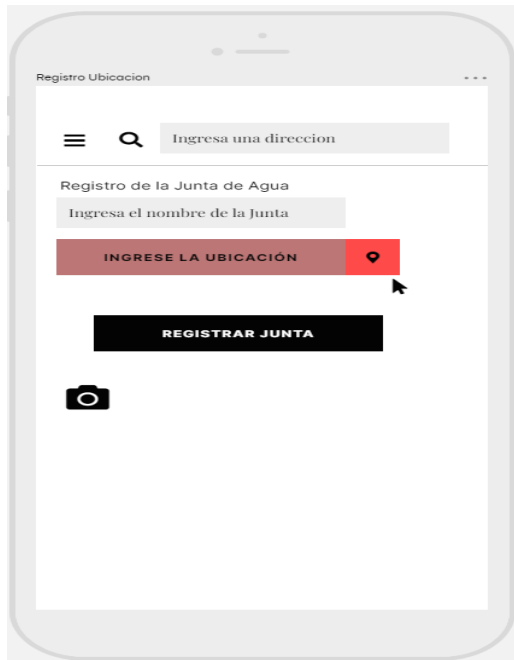 Registro Ubicacion
Ingresa una direccion
Registro de la Junta de Agua
Ingresa el nombre de la Junta
INGRESE LA UBICACIÓN
REGISTRAR JUNTA